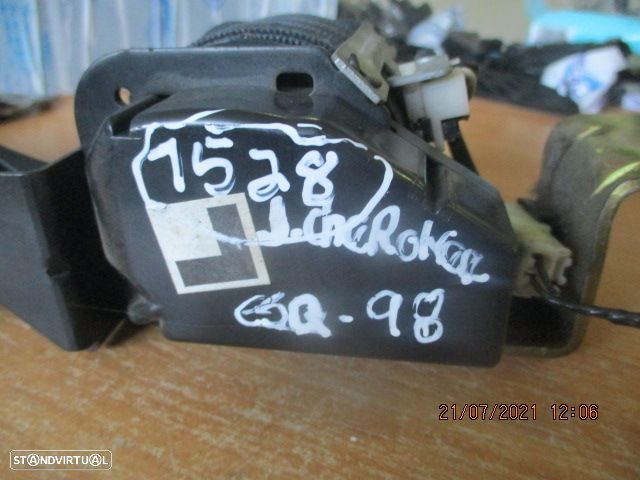 1528
J.CHEROKEE
ESQ-98
21/07/2021 12:06
STANDVIRTUAL